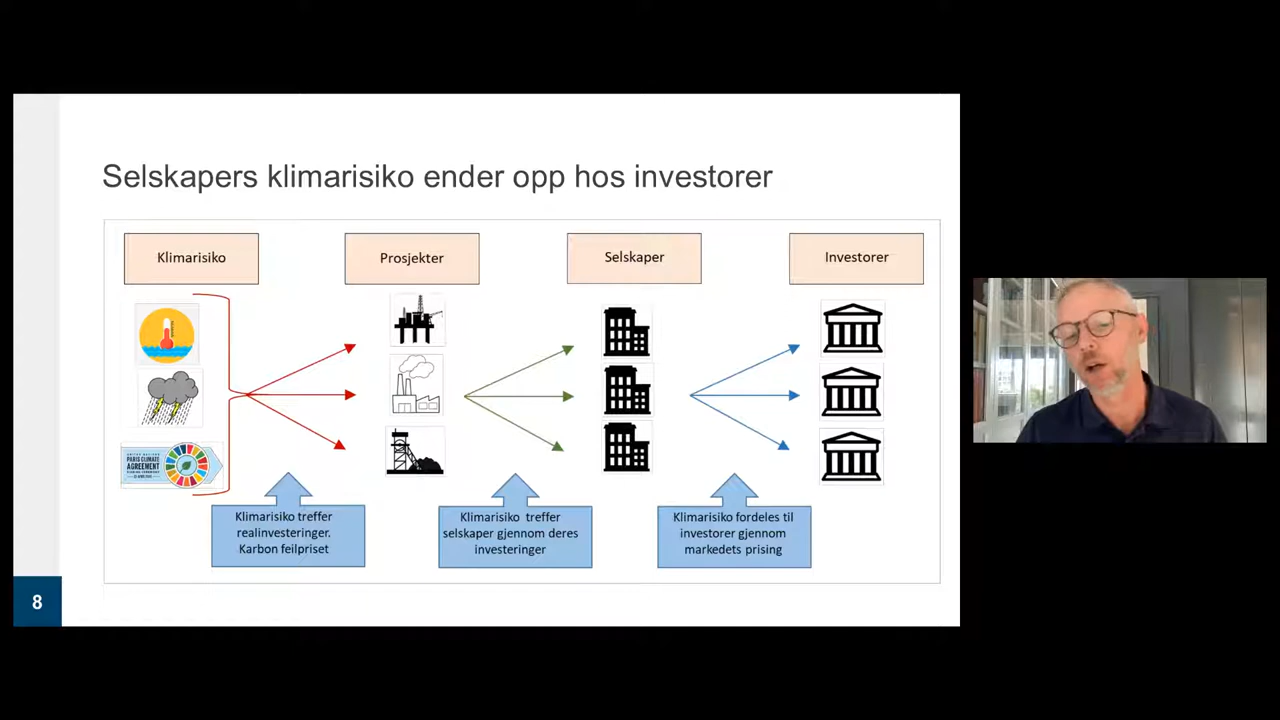 Selskapers klimarisiko ender opp hos investorer
Klimarisiko
Prosjekter
Selskaper
Investorer
PARIS CLIMATE
AGREEMENT
Klimarisiko treffer
realinvesteringer.
Karbon feilpriset
Klimarisiko treffer
selskaper gjennom deres
investeringer
Klimarisiko fordeles til
investorer gjennom
markedets prising
8